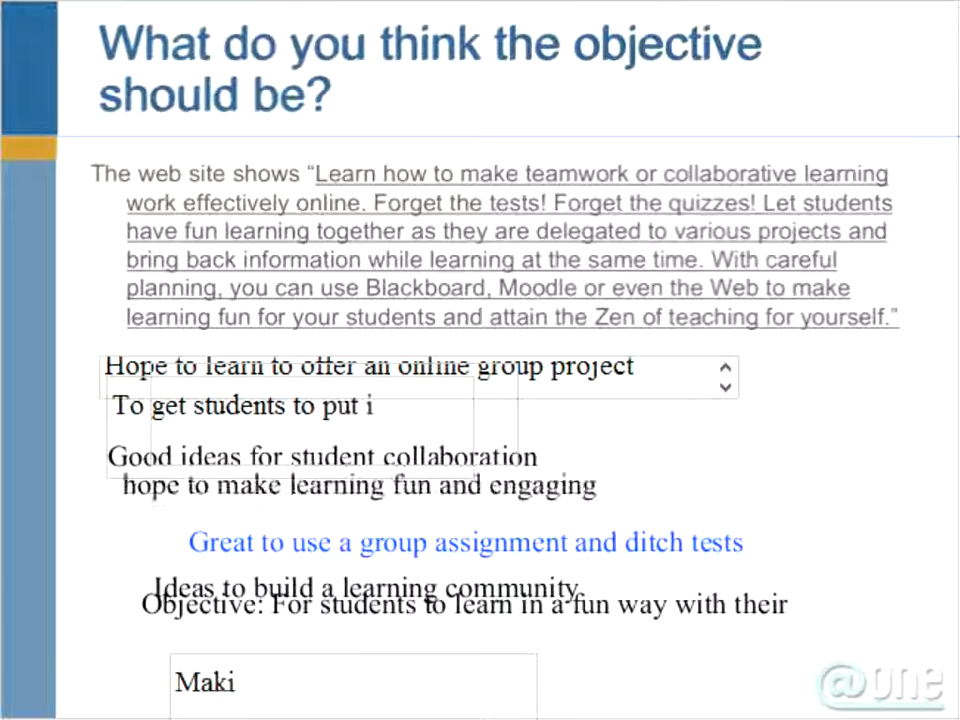 What do you think the objective
should be?
The web site shows “Learn how to make teamwork or collaborative learning
work effectively online. Forget the tests! Forget the quizzes! Let students
have fun learning together as they are delegated to various projects and
bring back information while learning at the same time. With careful
planning, you can use Blackboard, Moodle or even the Web to make
learning fun for your students and attain the Zen of teaching for yourself.”
Hope to learn to offer an online group project
To get students to put i
Good ideas for student collaboration
hope to make learning fun and engaging
Great to use a group assignment and ditch tests
Ideas to build a learning community
Objective: For students to learn in a fun way with their
Maki
@one